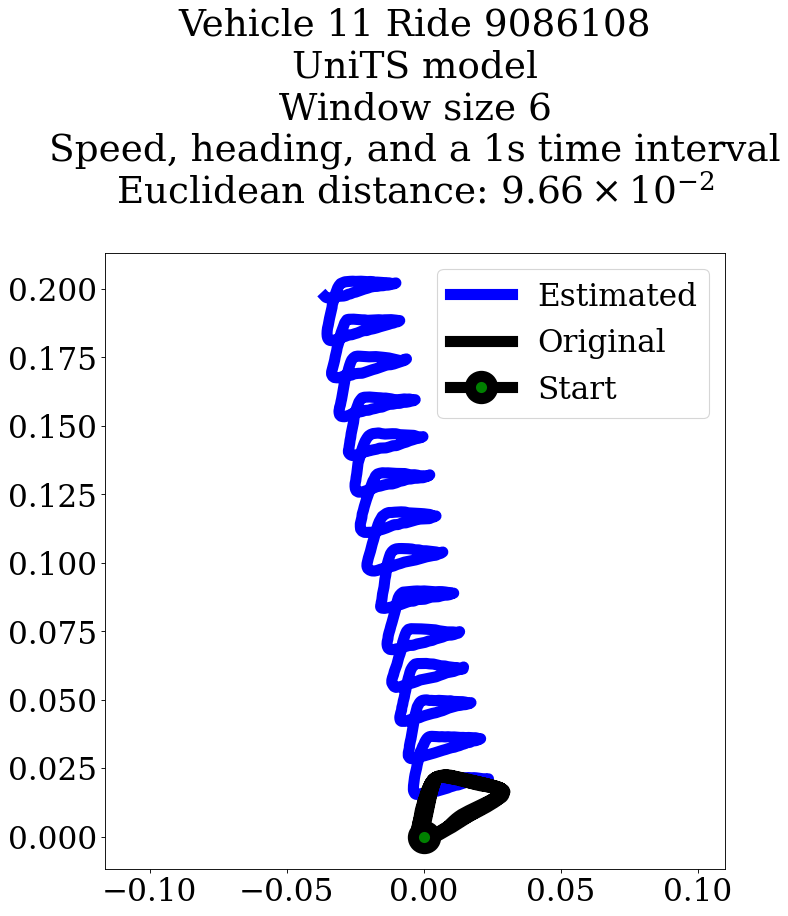 Vehicle 11 Ride 9086108
UniTS model
Window size 6
Speed, heading, and a 1s time interval
Euclidean distance: 9.66 × 10⁻²
Estimated
Original
Start
0.200
0.175
0.150
0.125
0.100
0.075
0.050
0.025
0.000
−0.10 −0.05 0.00 0.05 0.10